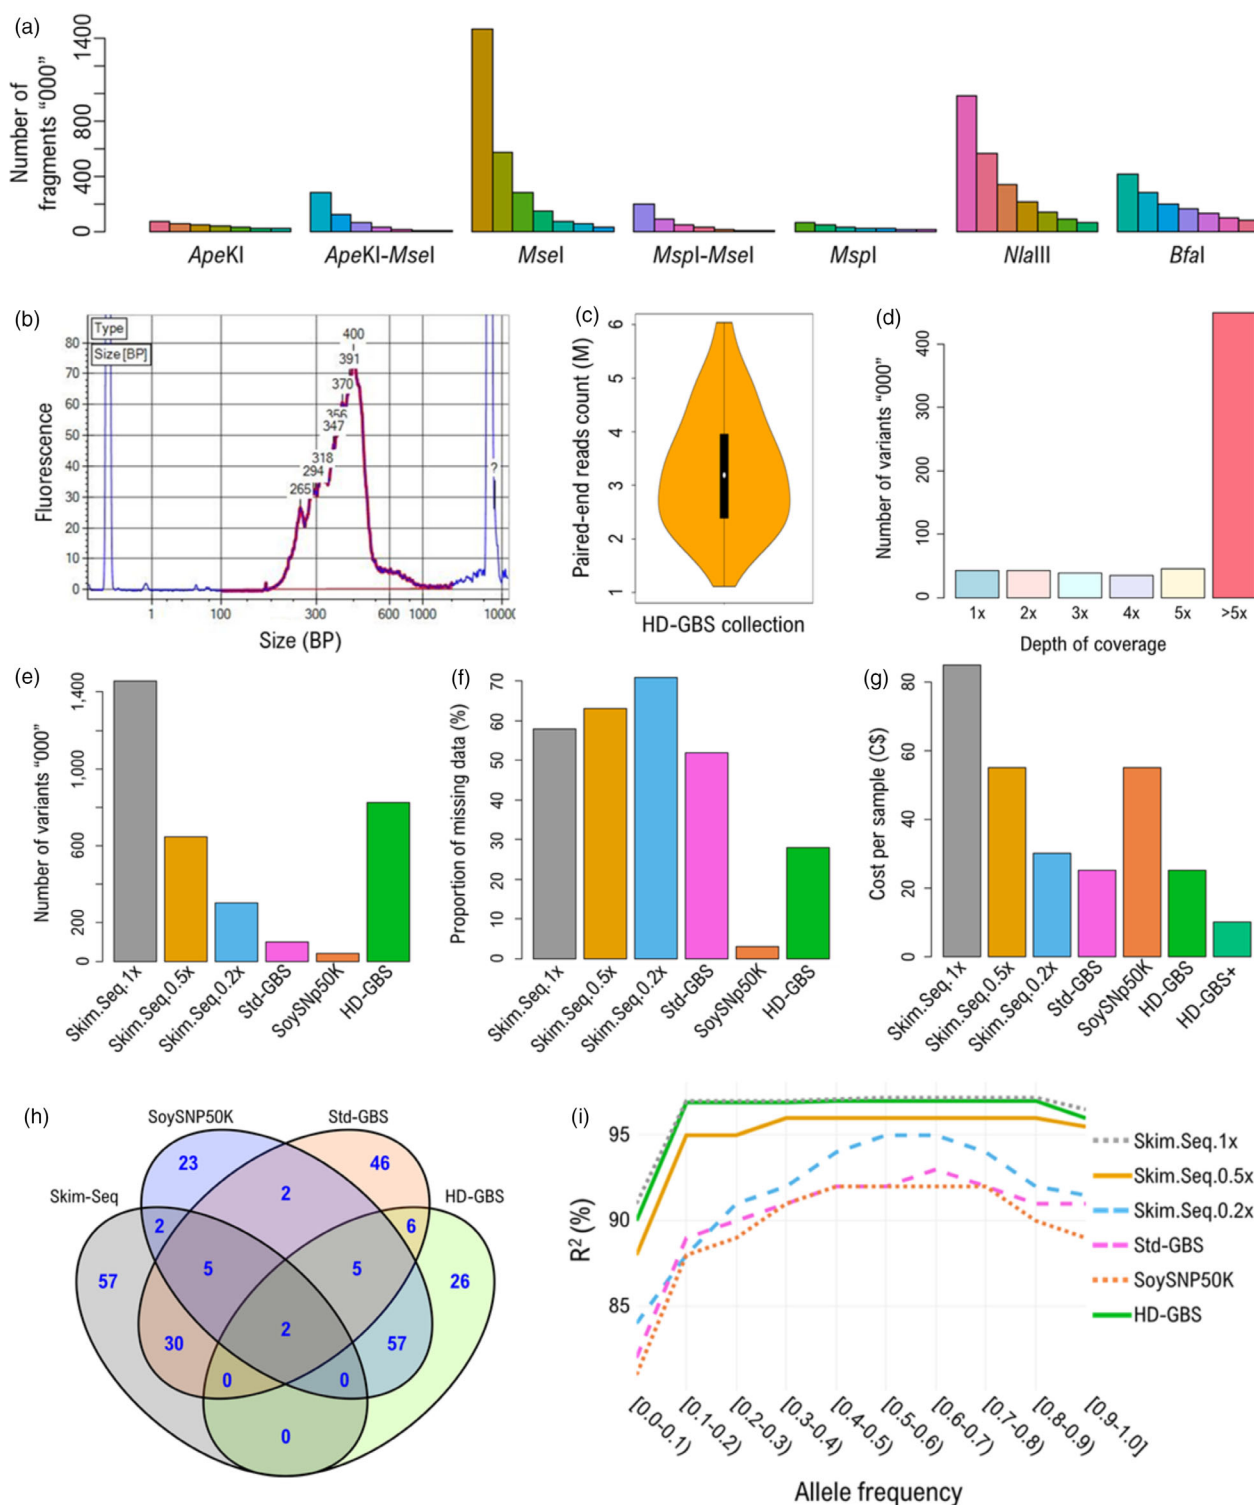 (a)
Number of
fragments "000"
1400
800
400
0
ApeKI
ApeKI-MseI
MseI
MspI-MseI
MspI
NlaIII
BfaI
(b)
Type
Size[BP]
Fluorescence
80
70
60
50
40
30
20
10
0
400
391
370
356
347
318
294
265
?
1
100
300
600
1000
Size (BP)
(c)
Paired-end reads count (M)
6
5
4
3
2
1
HD-GBS collection
(d)
Number of variants "000"
400
300
200
100
0
1x
2x
3x
4x
5x
>5x
Depth of coverage
(e)
Number of variants "000"
1,400
1,000
600
200
0
Skim.Seq.1x
Skim.Seq.0.5x
Skim.Seq.0.2x
Std-GBS
SoySNp50K
HD-GBS
(f)
Proportion of missing data (%)
70
60
50
40
30
20
10
0
Skim.Seq.1x
Skim.Seq.0.5x
Skim.Seq.0.2x
Std-GBS
SoySNp50K
HD-GBS
(g)
Cost per sample (C$)
80
60
40
20
0
Skim.Seq.1x
Skim.Seq.0.5x
Skim.Seq.0.2x
Std-GBS
SoySNp50K
HD-GBS
HD-GBS+
(h)
SoySNP50K
Std-GBS
Skim-Seq
HD-GBS
23
46
2
2
6
57
5
5
26
30
2
57
0
0
0
(i)
R² (%)
95
90
85
Skim.Seq.1x
Skim.Seq.0.5x
Skim.Seq.0.2x
Std-GBS
SoySNP50K
HD-GBS
[0.0-0.1)
[0.1-0.2)
[0.2-0.3)
[0.3-0.4)
[0.4-0.5)
[0.5-0.6)
[0.6-0.7)
[0.7-0.8)
[0.8-0.9)
[0.9-1.0]
Allele frequency